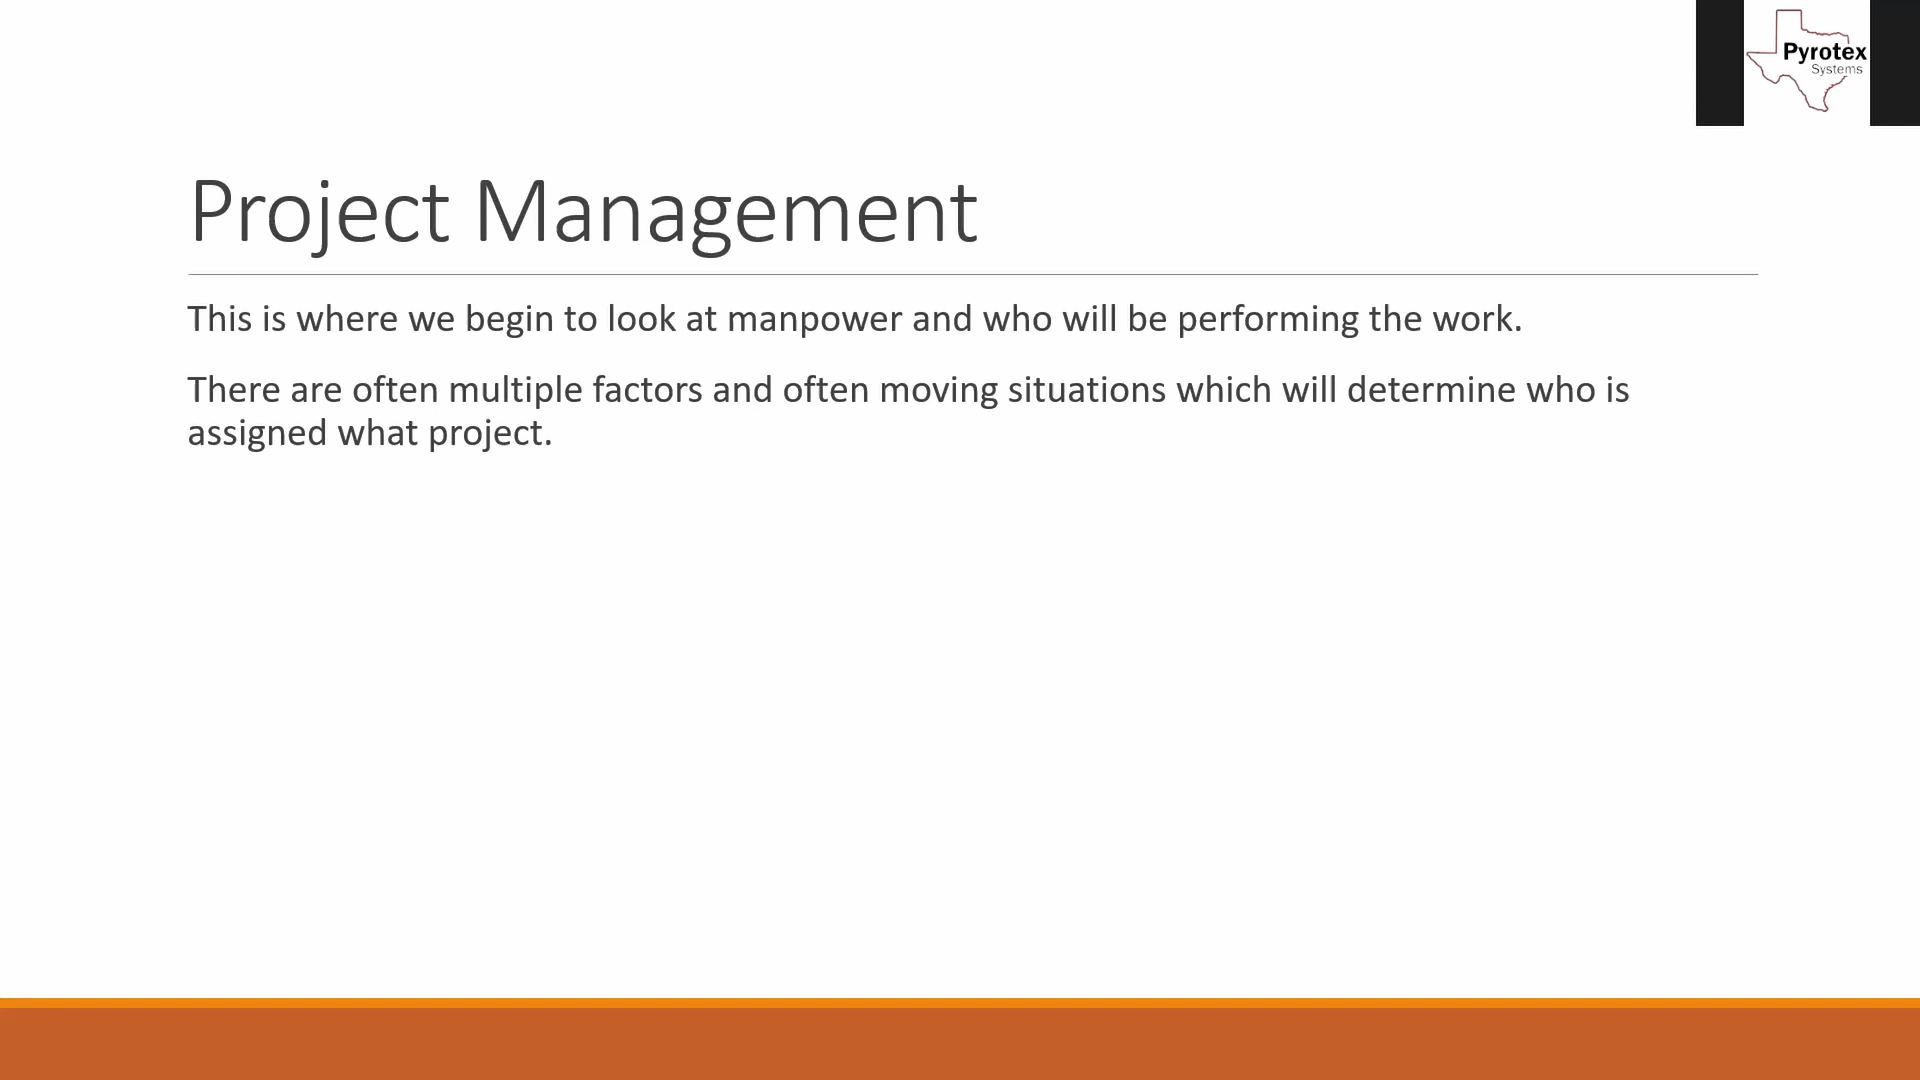 Pyrotex
Systems
Project Management
This is where we begin to look at manpower and who will be performing the work.
There are often multiple factors and often moving situations which will determine who is
assigned what project.